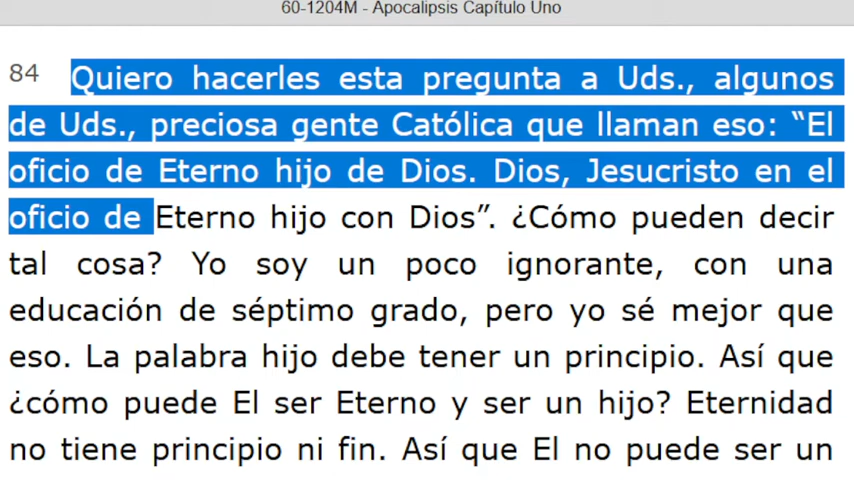 60-1204M - Apocalipsis Capítulo Uno
84 Quiero hacerles esta pregunta a Uds., algunos
de Uds., preciosa gente Católica que llaman eso: “El
oficio de Eterno hijo de Dios. Dios, Jesucristo en el
oficio de Eterno hijo con Dios”. ¿Cómo pueden decir
tal cosa? Yo soy un poco ignorante, con una
educación de séptimo grado, pero yo sé mejor que
eso. La palabra hijo debe tener un principio. Así que
¿cómo puede El ser Eterno y ser un hijo? Eternidad
no tiene principio ni fin. Así que El no puede ser un